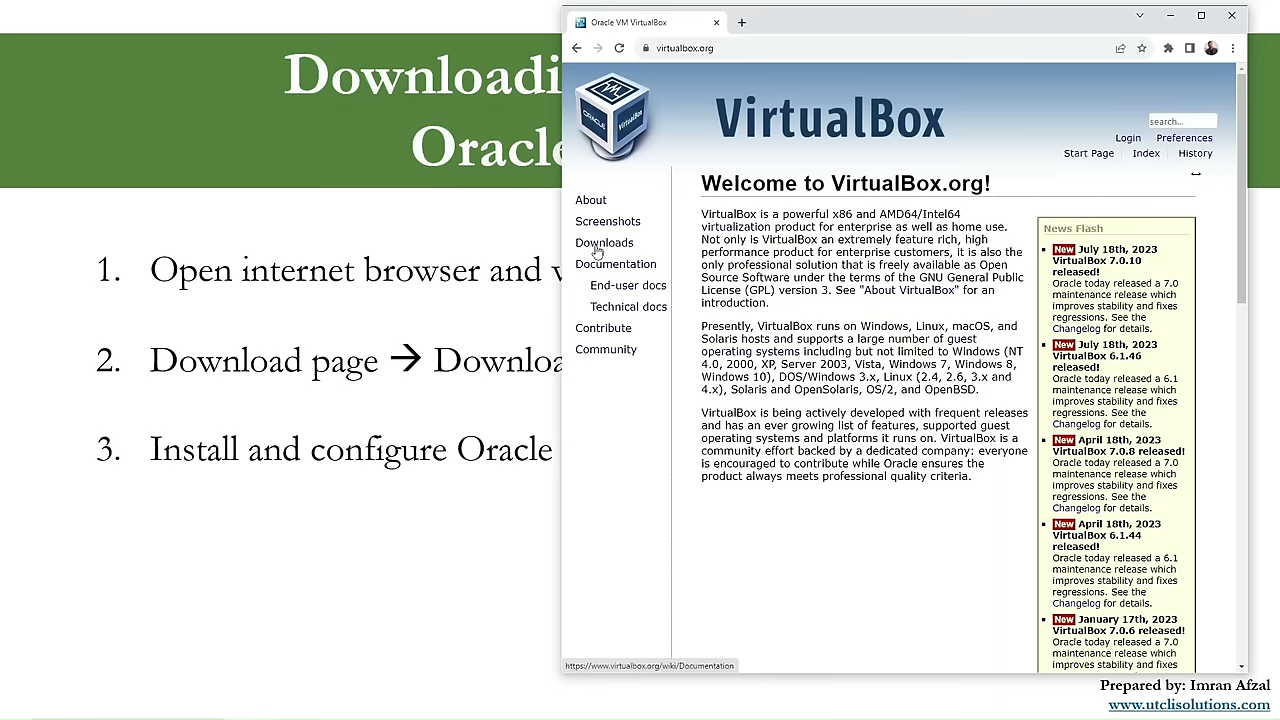 Downloadi
Oracle
1. Open internet browser and v
2. Download page → Downloa
3. Install and configure Oracle
Oracle VM VirtualBox
virtualbox.org
ORACLE
VirtualBox
VirtualBox
search...
Login Preferences
Start Page Index History
About
Screenshots
Downloads
Documentation
End-user docs
Technical docs
Contribute
Community
Welcome to VirtualBox.org!
VirtualBox is a powerful x86 and AMD64/Intel64
virtualization product for enterprise as well as home use.
Not only is VirtualBox an extremely feature rich, high
performance product for enterprise customers, it is also the
only professional solution that is freely available as Open
Source Software under the terms of the GNU General Public
License (GPL) version 3. See "About VirtualBox" for an
introduction.
Presently, VirtualBox runs on Windows, Linux, macOS, and
Solaris hosts and supports a large number of guest
operating systems including but not limited to Windows (NT
4.0, 2000, XP, Server 2003, Vista, Windows 7, Windows 8,
Windows 10), DOS/Windows 3.x, Linux (2.4, 2.6, 3.x and
4.x), Solaris and OpenSolaris, OS/2, and OpenBSD.
VirtualBox is being actively developed with frequent releases
and has an ever growing list of features, supported guest
operating systems and platforms it runs on. VirtualBox is a
community effort backed by a dedicated company: everyone
is encouraged to contribute while Oracle ensures the
product always meets professional quality criteria.
News Flash
New July 18th, 2023
VirtualBox 7.0.10
released!
Oracle today released a 7.0
maintenance release which
improves stability and fixes
regressions. See the
Changelog for details.
New July 18th, 2023
VirtualBox 6.1.46
released!
Oracle today released a 6.1
maintenance release which
improves stability and fixes
regressions. See the
Changelog for details.
New April 18th, 2023
VirtualBox 7.0.8 released!
Oracle today released a 7.0
maintenance release which
improves stability and fixes
regressions. See the
Changelog for details.
New April 18th, 2023
VirtualBox 6.1.44
released!
Oracle today released a 6.1
maintenance release which
improves stability and fixes
regressions. See the
Changelog for details.
New January 17th, 2023
VirtualBox 7.0.6 released!
Oracle today released a 7.0
maintenance release which
improves stability and fixes
https://www.virtualbox.org/wiki/Documentation
Prepared by: Imran Afzal
www.utclisolutions.com